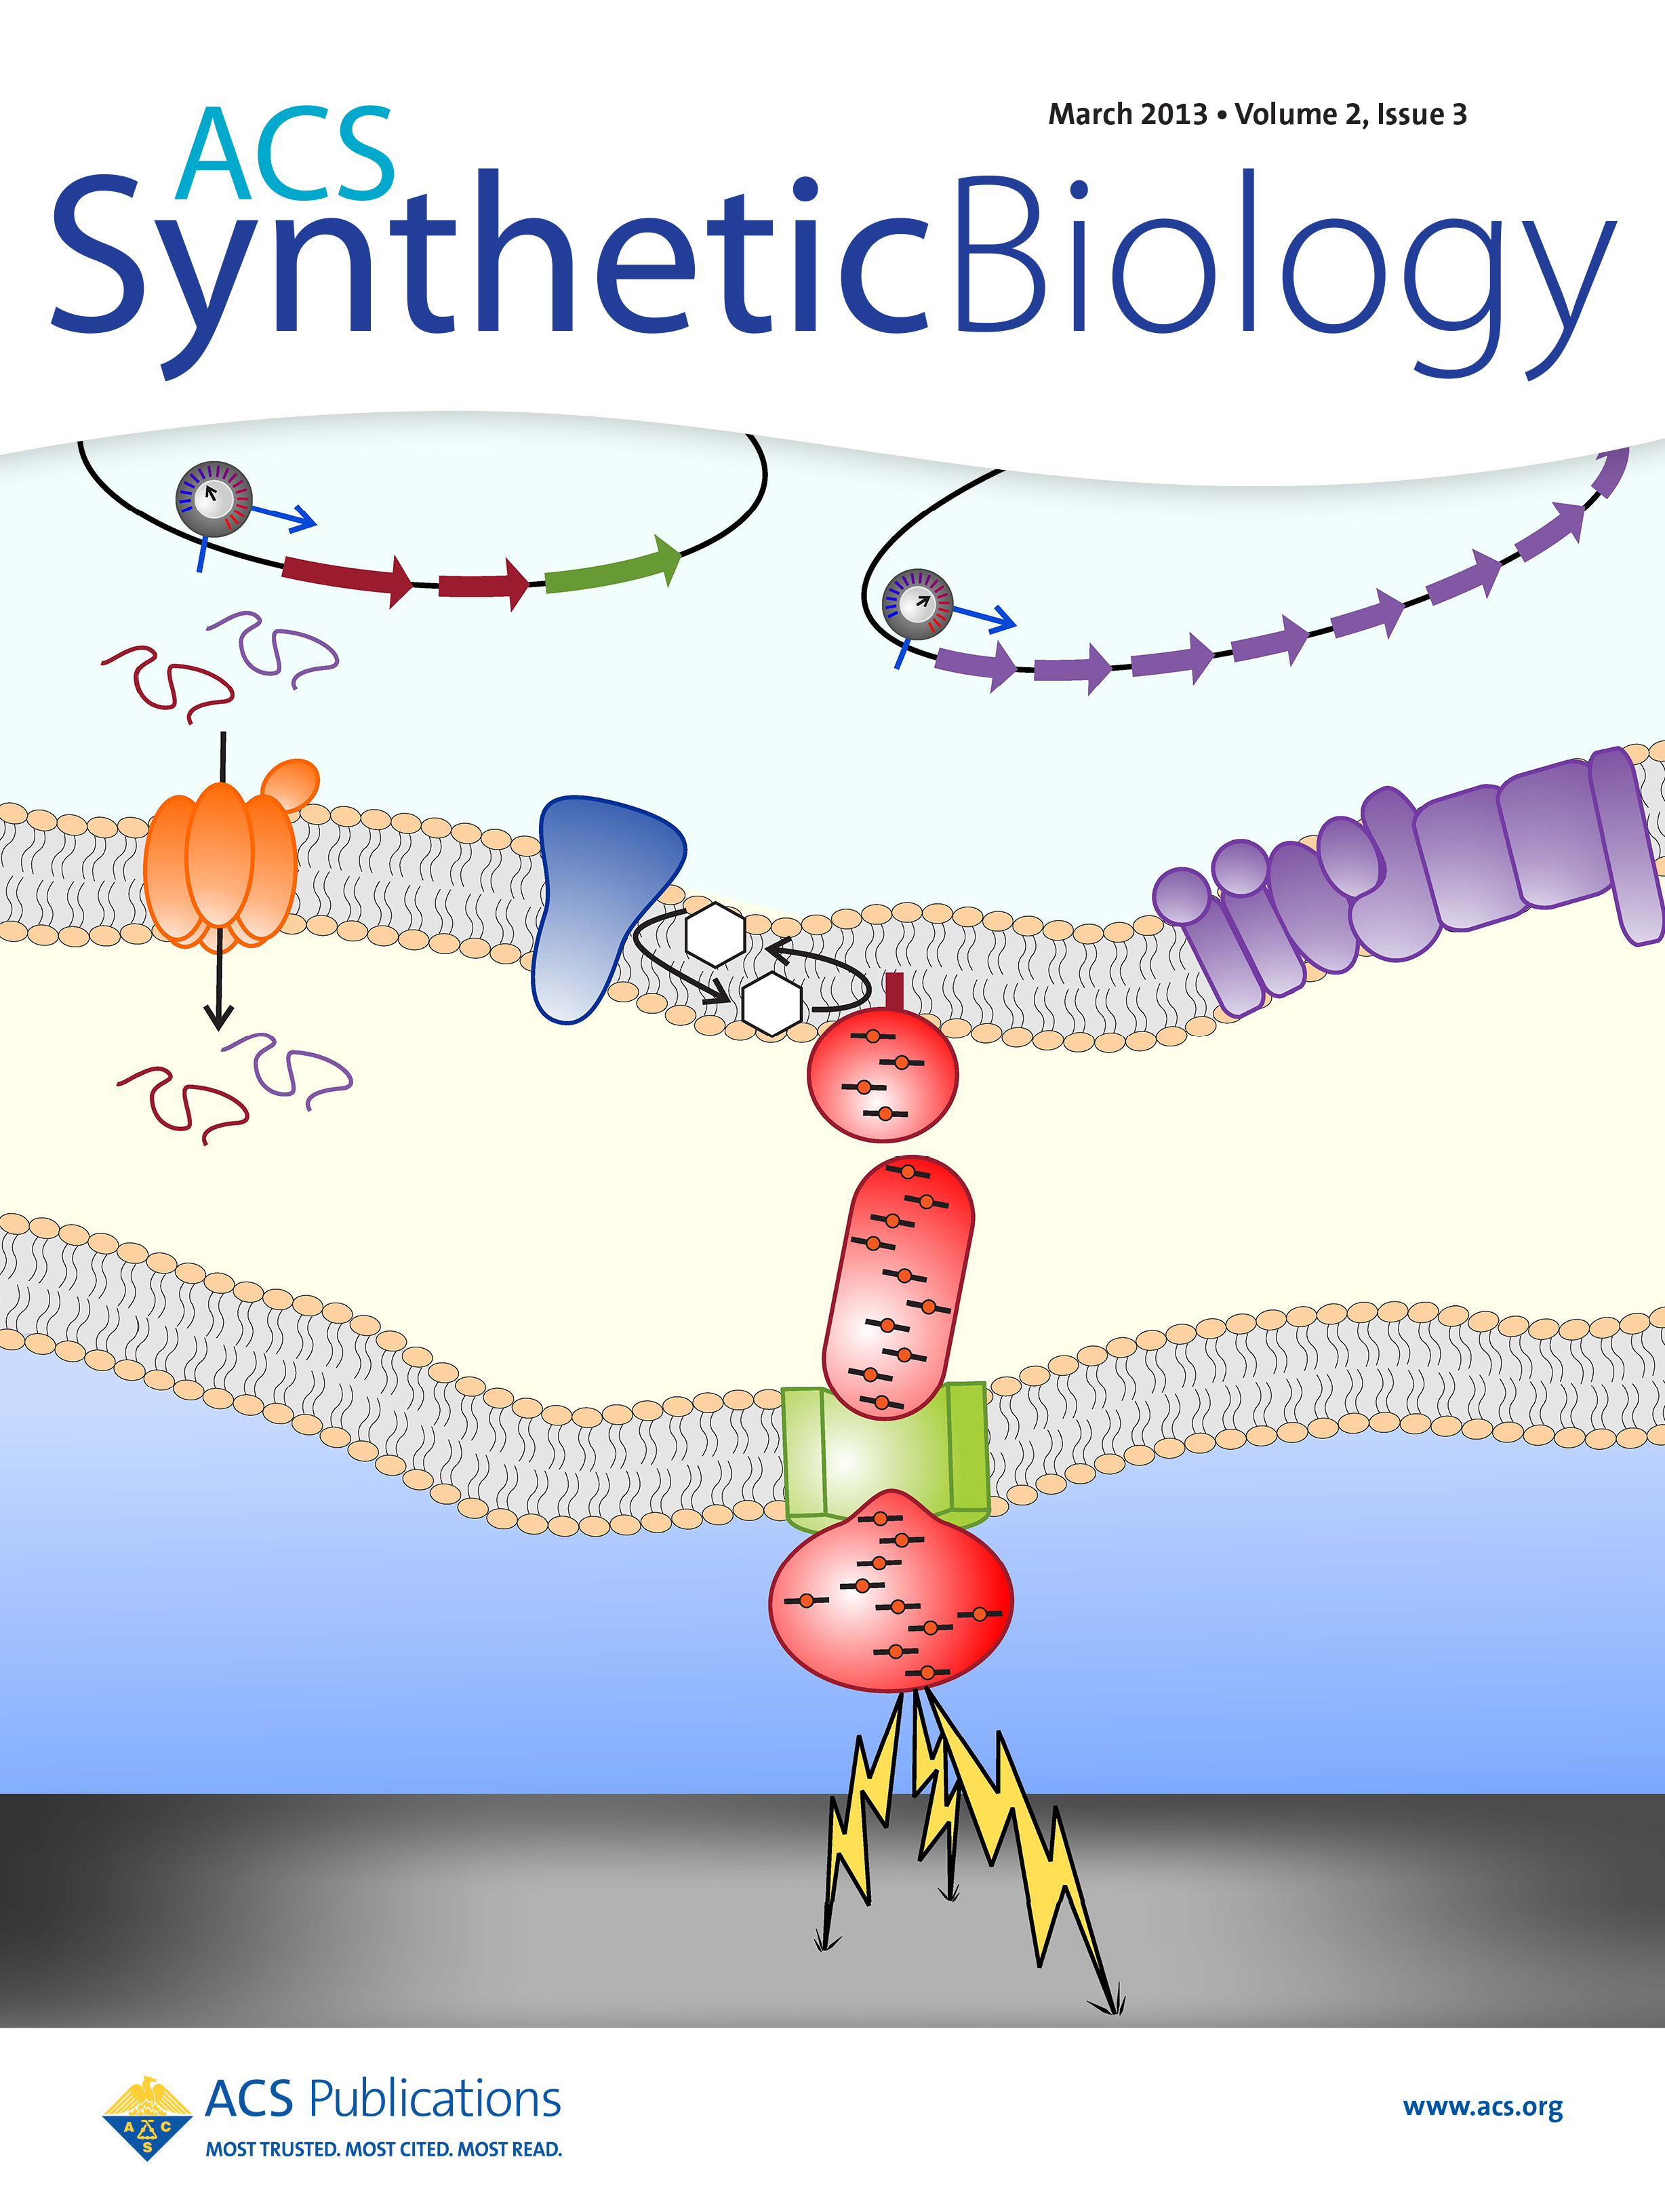 March 2013 • Volume 2, Issue 3
ACS
SyntheticBiology
ACS Publications
MOST TRUSTED. MOST CITED. MOST READ.
www.acs.org
A C
S